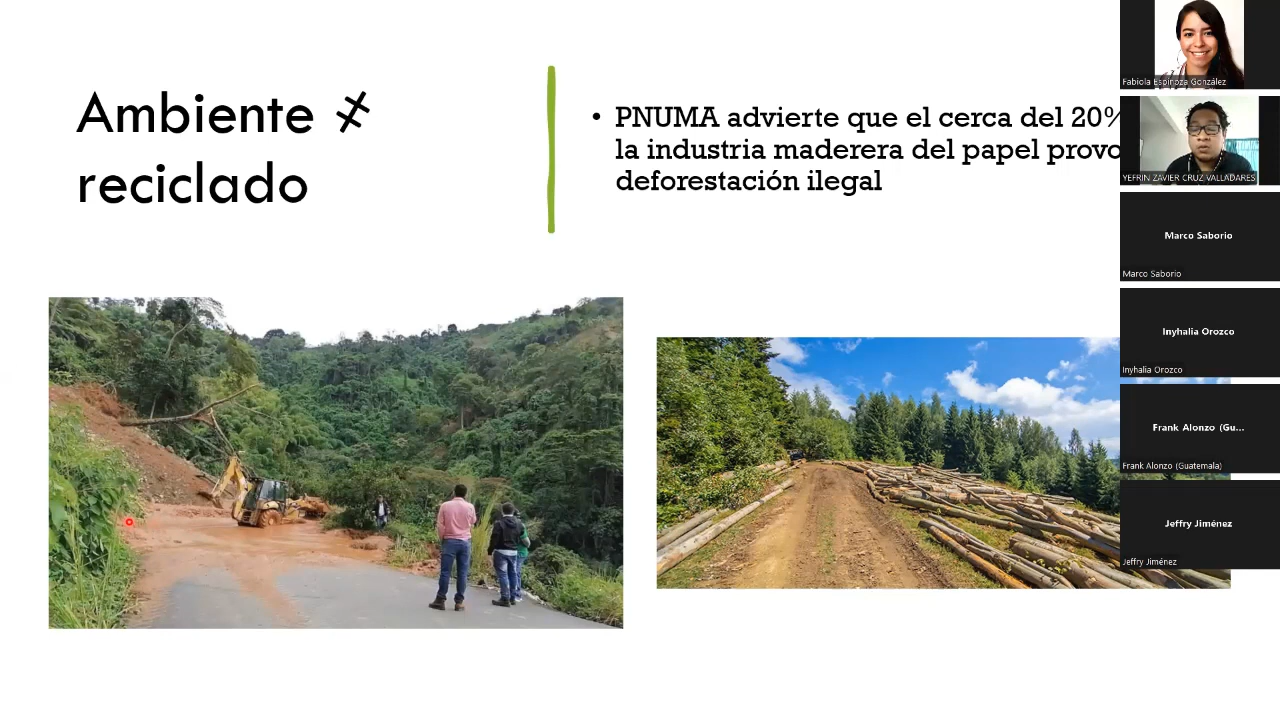 Ambiente ≠
reciclado
• PNUMA advierte que el cerca del 20%
la industria maderera del papel provo
deforestación ilegal
Fabiola Espinoza González
YEFRIN ZAVIER CRUZ VALLADARES
Marco Saborio
Marco Saborio
Inyhalia Orozco
Inyhalia Orozco
Frank Alonzo (Gu...
Frank Alonzo (Guatemala)
Jeffry Jiménez
Jeffry Jiménez